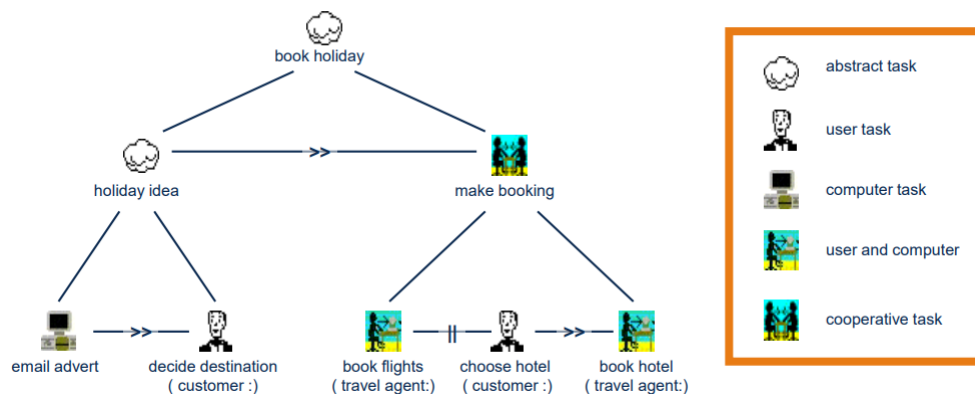 book holiday
holiday idea
make booking
email advert
decide destination
( customer :)
book flights
( travel agent:)
choose hotel
( customer :)
book hotel
( travel agent:)
abstract task
user task
computer task
user and computer
cooperative task